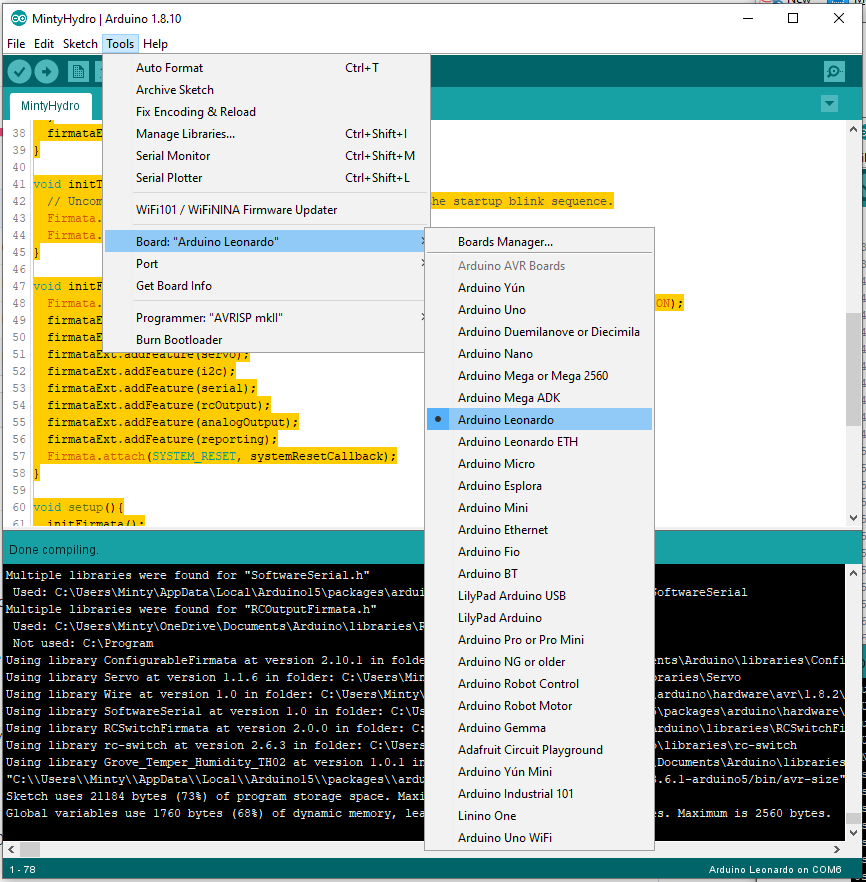 MintyHydro | Arduino 1.8.10
File Edit Sketch Tools Help
MintyHydro
Auto Format Ctrl+T
Archive Sketch
Fix Encoding & Reload
Manage Libraries... Ctrl+Shift+I
Serial Monitor Ctrl+Shift+M
Serial Plotter Ctrl+Shift+L
WiFi101 / WiFiNINA Firmware Updater
Board: "Arduino Leonardo"
Port
Get Board Info
Programmer: "AVRISP mkII"
Burn Bootloader
Boards Manager...
Arduino AVR Boards
Arduino Yún
Arduino Uno
Arduino Duemilanove or Diecimila
Arduino Nano
Arduino Mega or Mega 2560
Arduino Mega ADK
Arduino Leonardo
Arduino Leonardo ETH
Arduino Micro
Arduino Esplora
Arduino Mini
Arduino Ethernet
Arduino Fio
Arduino BT
LilyPad Arduino USB
LilyPad Arduino
Arduino Pro or Pro Mini
Arduino NG or older
Arduino Robot Control
Arduino Robot Motor
Arduino Gemma
Adafruit Circuit Playground
Arduino Yún Mini
Arduino Industrial 101
Linino One
Arduino Uno WiFi
38 firmataEx
39 }
40
41 void initT
42 // Uncom he startup blink sequence.
43 Firmata.
44 Firmata.
45 }
46
47 void initF
48 Firmata. ON);
49 firmataEx
50 firmataEx
51 firmataExt.addFeature(servo);
52 firmataExt.addFeature(i2c);
53 firmataExt.addFeature(serial);
54 firmataExt.addFeature(rcOutput);
55 firmataExt.addFeature(analogOutput);
56 firmataExt.addFeature(reporting);
57 Firmata.attach(SYSTEM_RESET, systemResetCallback);
58 }
59
60 void setup(){
61 initFirmata();
Done compiling.
Multiple libraries were found for "SoftwareSerial.h"
Used: C:\Users\Minty\AppData\Local\Arduino15\packages\ardui SoftwareSerial
Multiple libraries were found for "RCOutputFirmata.h"
Used: C:\Users\Minty\OneDrive\Documents\Arduino\libraries\R
Not used: C:\Program
Using library ConfigurableFirmata at version 2.10.1 in folde ents\Arduino\libraries\Confi
Using library Servo at version 1.1.6 in folder: C:\Users\Min raries\Servo
Using library Wire at version 1.0 in folder: C:\Users\Minty\ arduino\hardware\avr\1.8.2\
Using library SoftwareSerial at version 1.0 in folder: C:\Us \packages\arduino\hardware\
Using library RCSwitchFirmata at version 2.0.0 in folder: C: rduino\libraries\RCSwitchFi
Using library rc-switch at version 2.6.3 in folder: C:\Users \libraries\rc-switch
Using library Grove_Temper_Humidity_TH02 at version 1.0.1 in Documents\Arduino\libraries
"C:\\Users\\Minty\\AppData\\Local\\Arduino15\\packages\\ardu .6.1-arduino5/bin/avr-size"
Sketch uses 21184 bytes (73%) of program storage space. Maxi
Global variables use 1760 bytes (68%) of dynamic memory, lea es. Maximum is 2560 bytes.
1 - 78 Arduino Leonardo on COM6